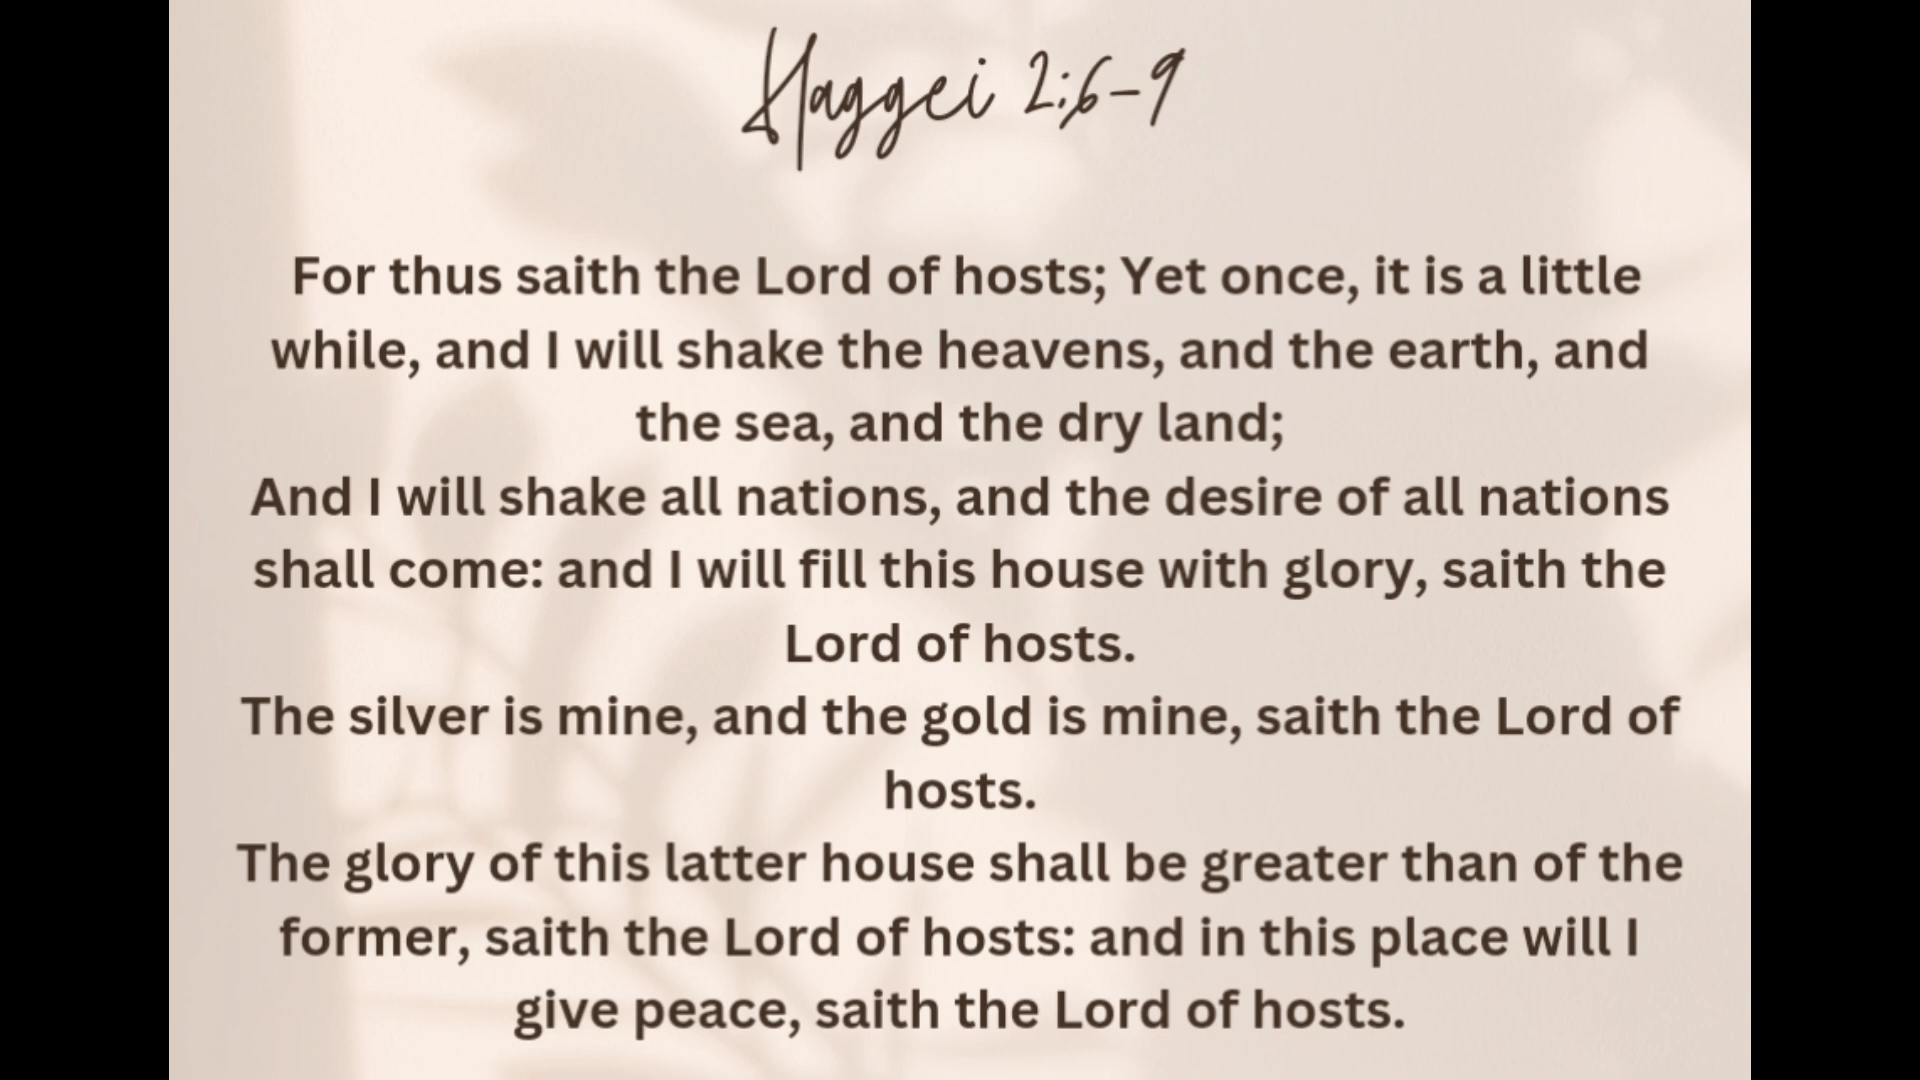 Haggei 2:6-9
For thus saith the Lord of hosts; Yet once, it is a little
while, and I will shake the heavens, and the earth, and
the sea, and the dry land;
And I will shake all nations, and the desire of all nations
shall come: and I will fill this house with glory, saith the
Lord of hosts.
The silver is mine, and the gold is mine, saith the Lord of
hosts.
The glory of this latter house shall be greater than of the
former, saith the Lord of hosts: and in this place will I
give peace, saith the Lord of hosts.